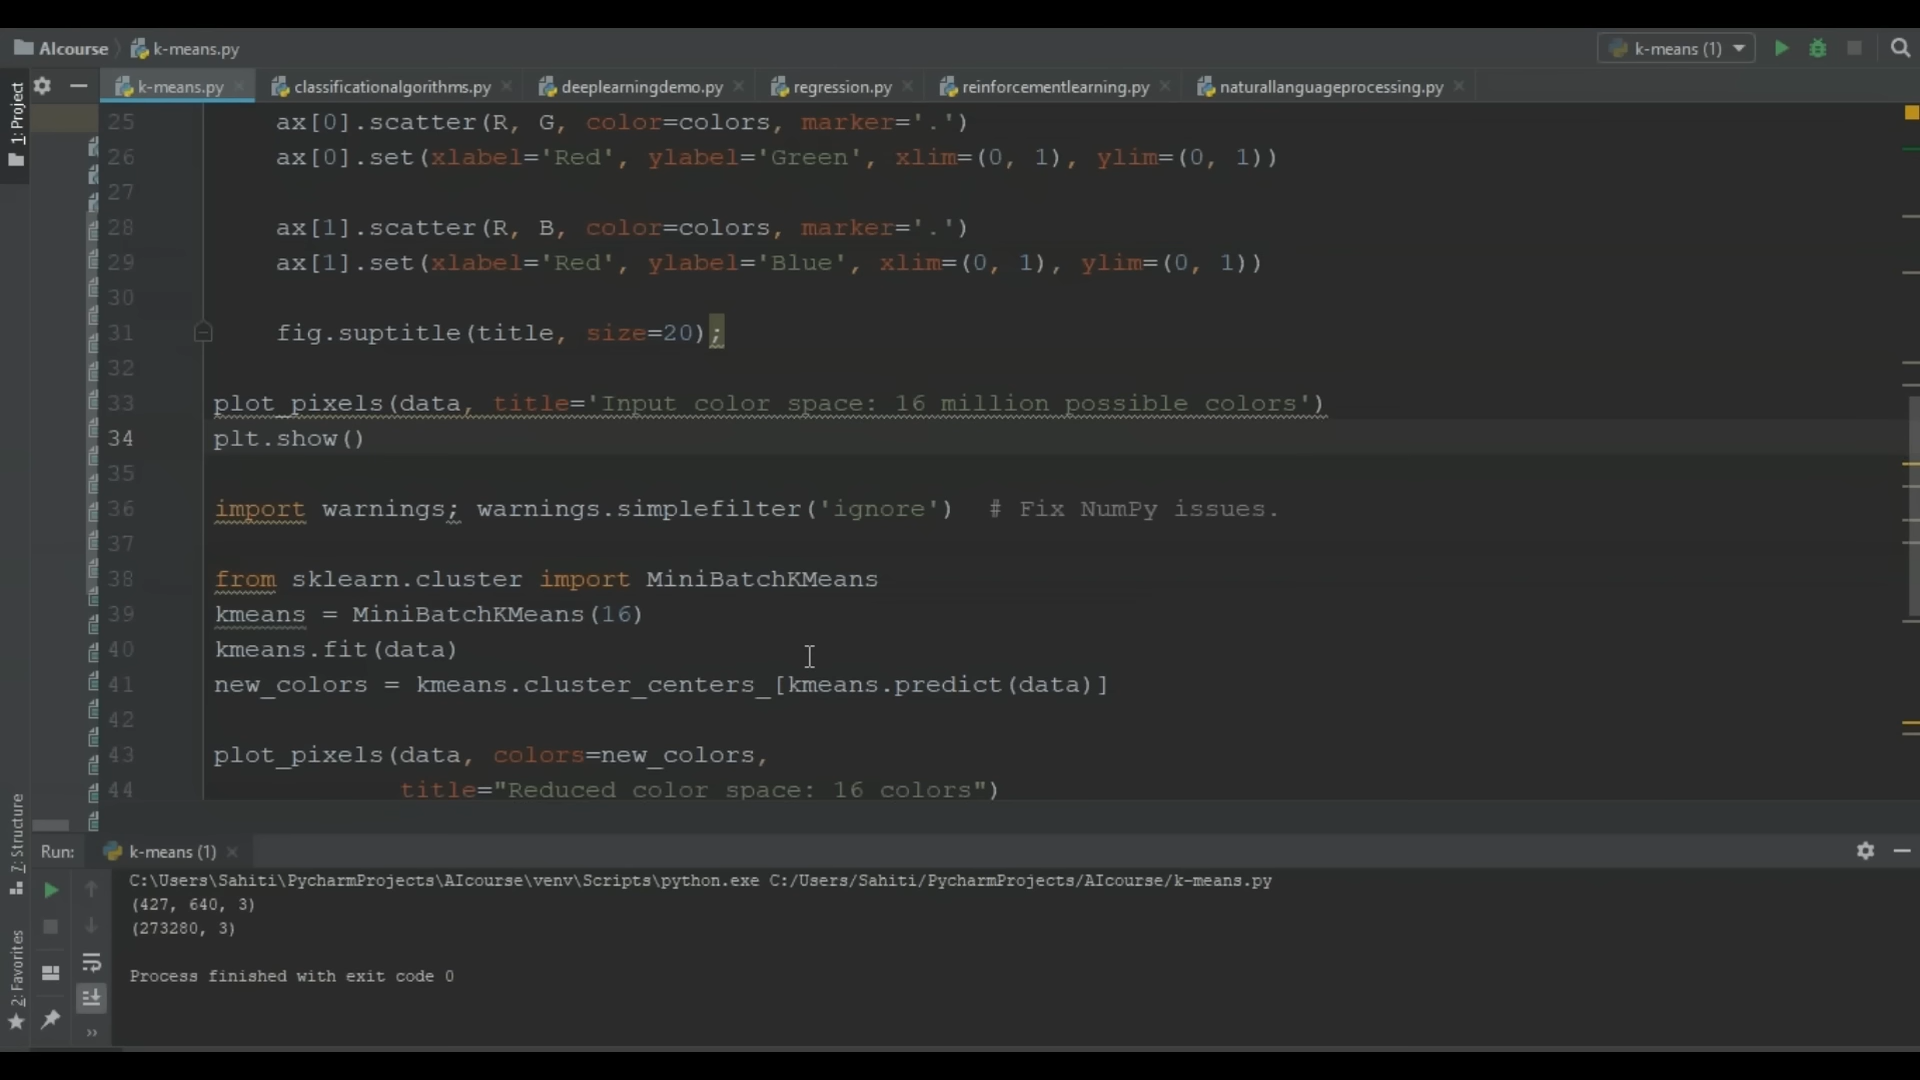 AIcourse k-means.py k-means (1)
1: Project
k-means.py classificationalgorithms.py deeplearningdemo.py regression.py reinforcementlearning.py naturallanguageprocessing.py
25 ax[0].scatter(R, G, color=colors, marker='.')
26 ax[0].set(xlabel='Red', ylabel='Green', xlim=(0, 1), ylim=(0, 1))
27
28 ax[1].scatter(R, B, color=colors, marker='.')
29 ax[1].set(xlabel='Red', ylabel='Blue', xlim=(0, 1), ylim=(0, 1))
30
31 fig.suptitle(title, size=20);
32
33 plot_pixels(data, title='Input color space: 16 million possible colors')
34 plt.show()
35
36 import warnings; warnings.simplefilter('ignore')  # Fix NumPy issues.
37
38 from sklearn.cluster import MiniBatchKMeans
39 kmeans = MiniBatchKMeans(16)
40 kmeans.fit(data)
41 new_colors = kmeans.cluster_centers_[kmeans.predict(data)]
42
43 plot_pixels(data, colors=new_colors,
44 title="Reduced color space: 16 colors")
7: Structure
2: Favorites
Run: k-means (1)
C:\Users\Sahiti\PycharmProjects\AIcourse\venv\Scripts\python.exe C:/Users/Sahiti/PycharmProjects/AIcourse/k-means.py
(427, 640, 3)
(273280, 3)
Process finished with exit code 0